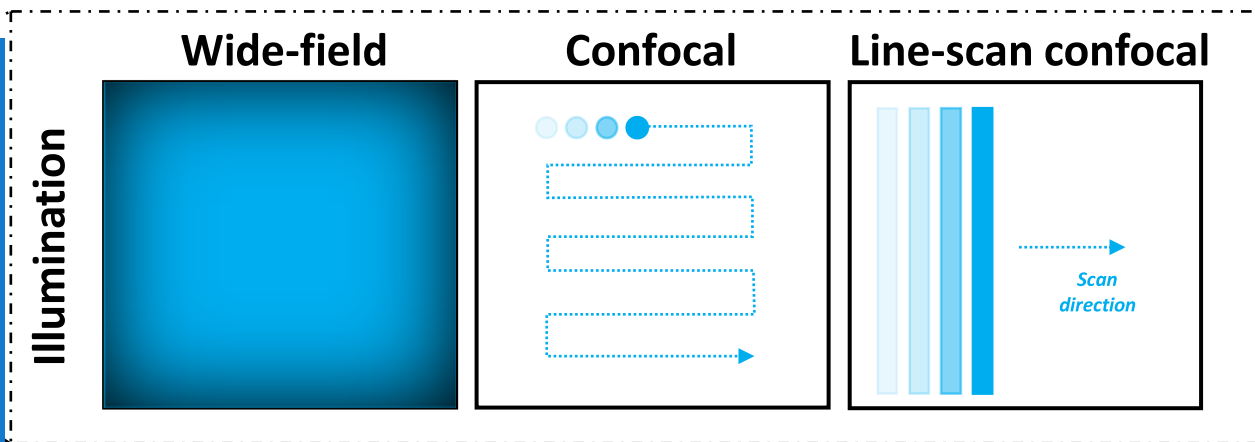 Wide-field
Confocal
Line-scan confocal
Illumination
Scan
direction